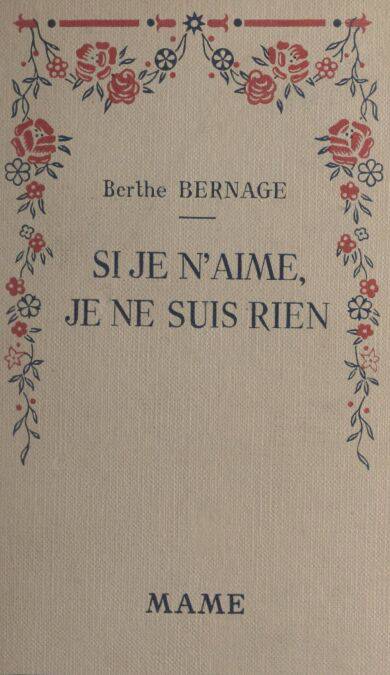 Berthe BERNAGE
SI JE N'AIME,
JE NE SUIS RIEN
MAME